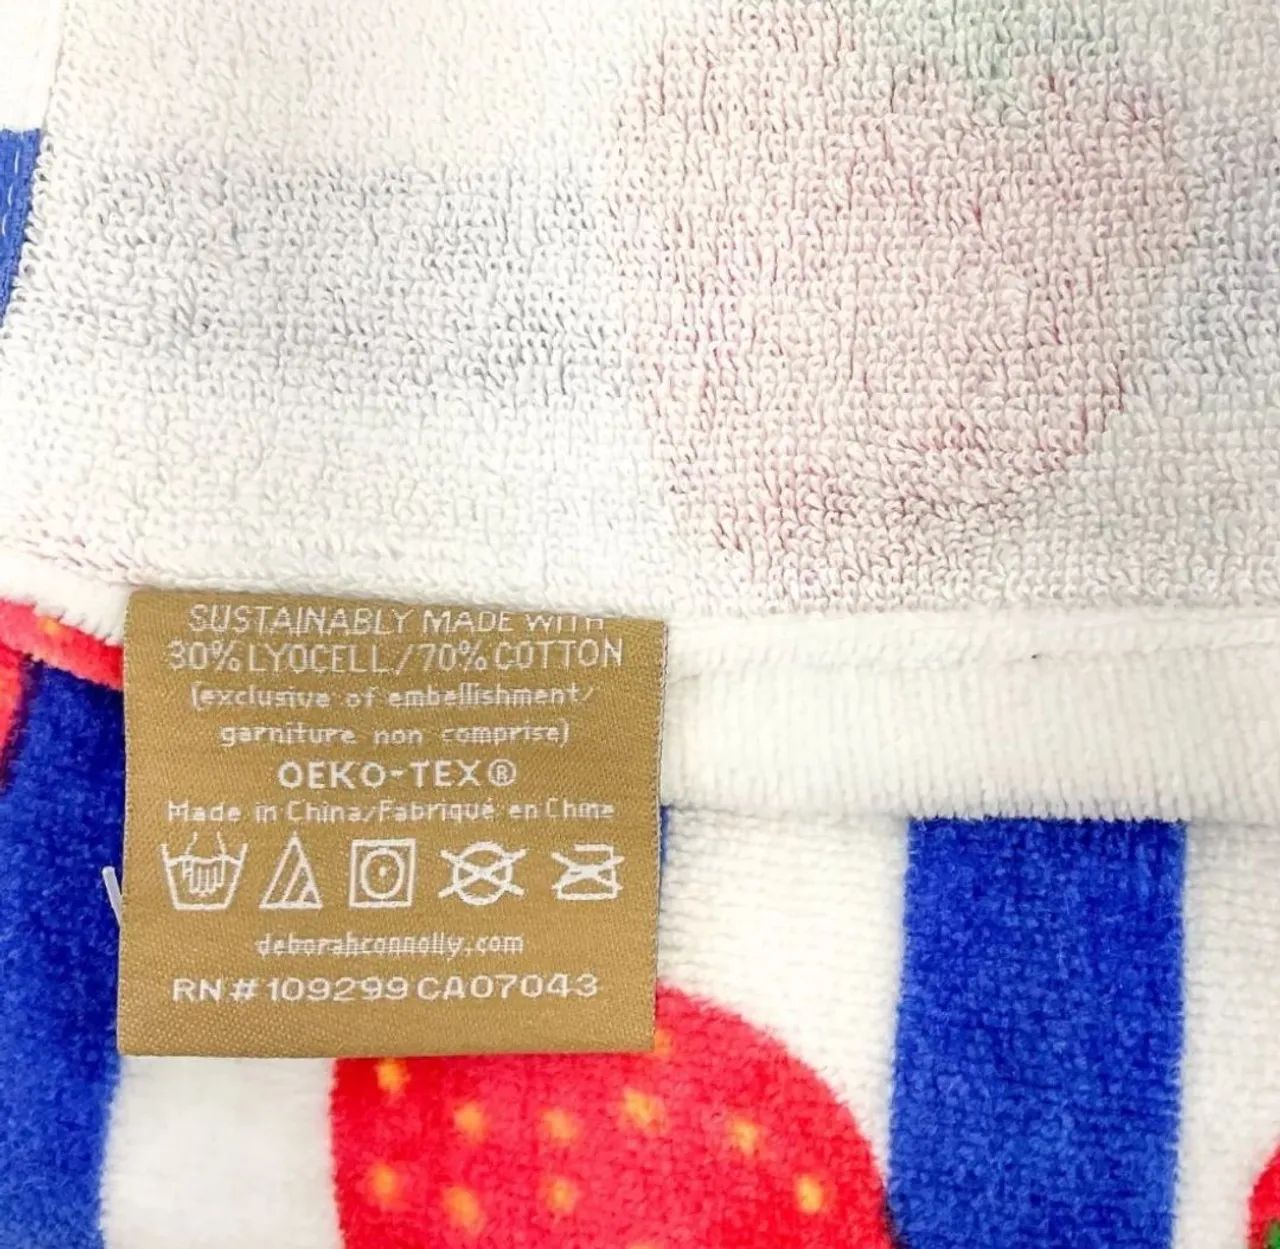 SUSTAINABLY MADE WITH
30% LYOCELL/70% COTTON
(exclusive of embellishment/
garniture non comprise)
OEKO-TEX®
Made in China/Fabriqué en Chine
deborahconnolly.com
RN# 109299 CA07043